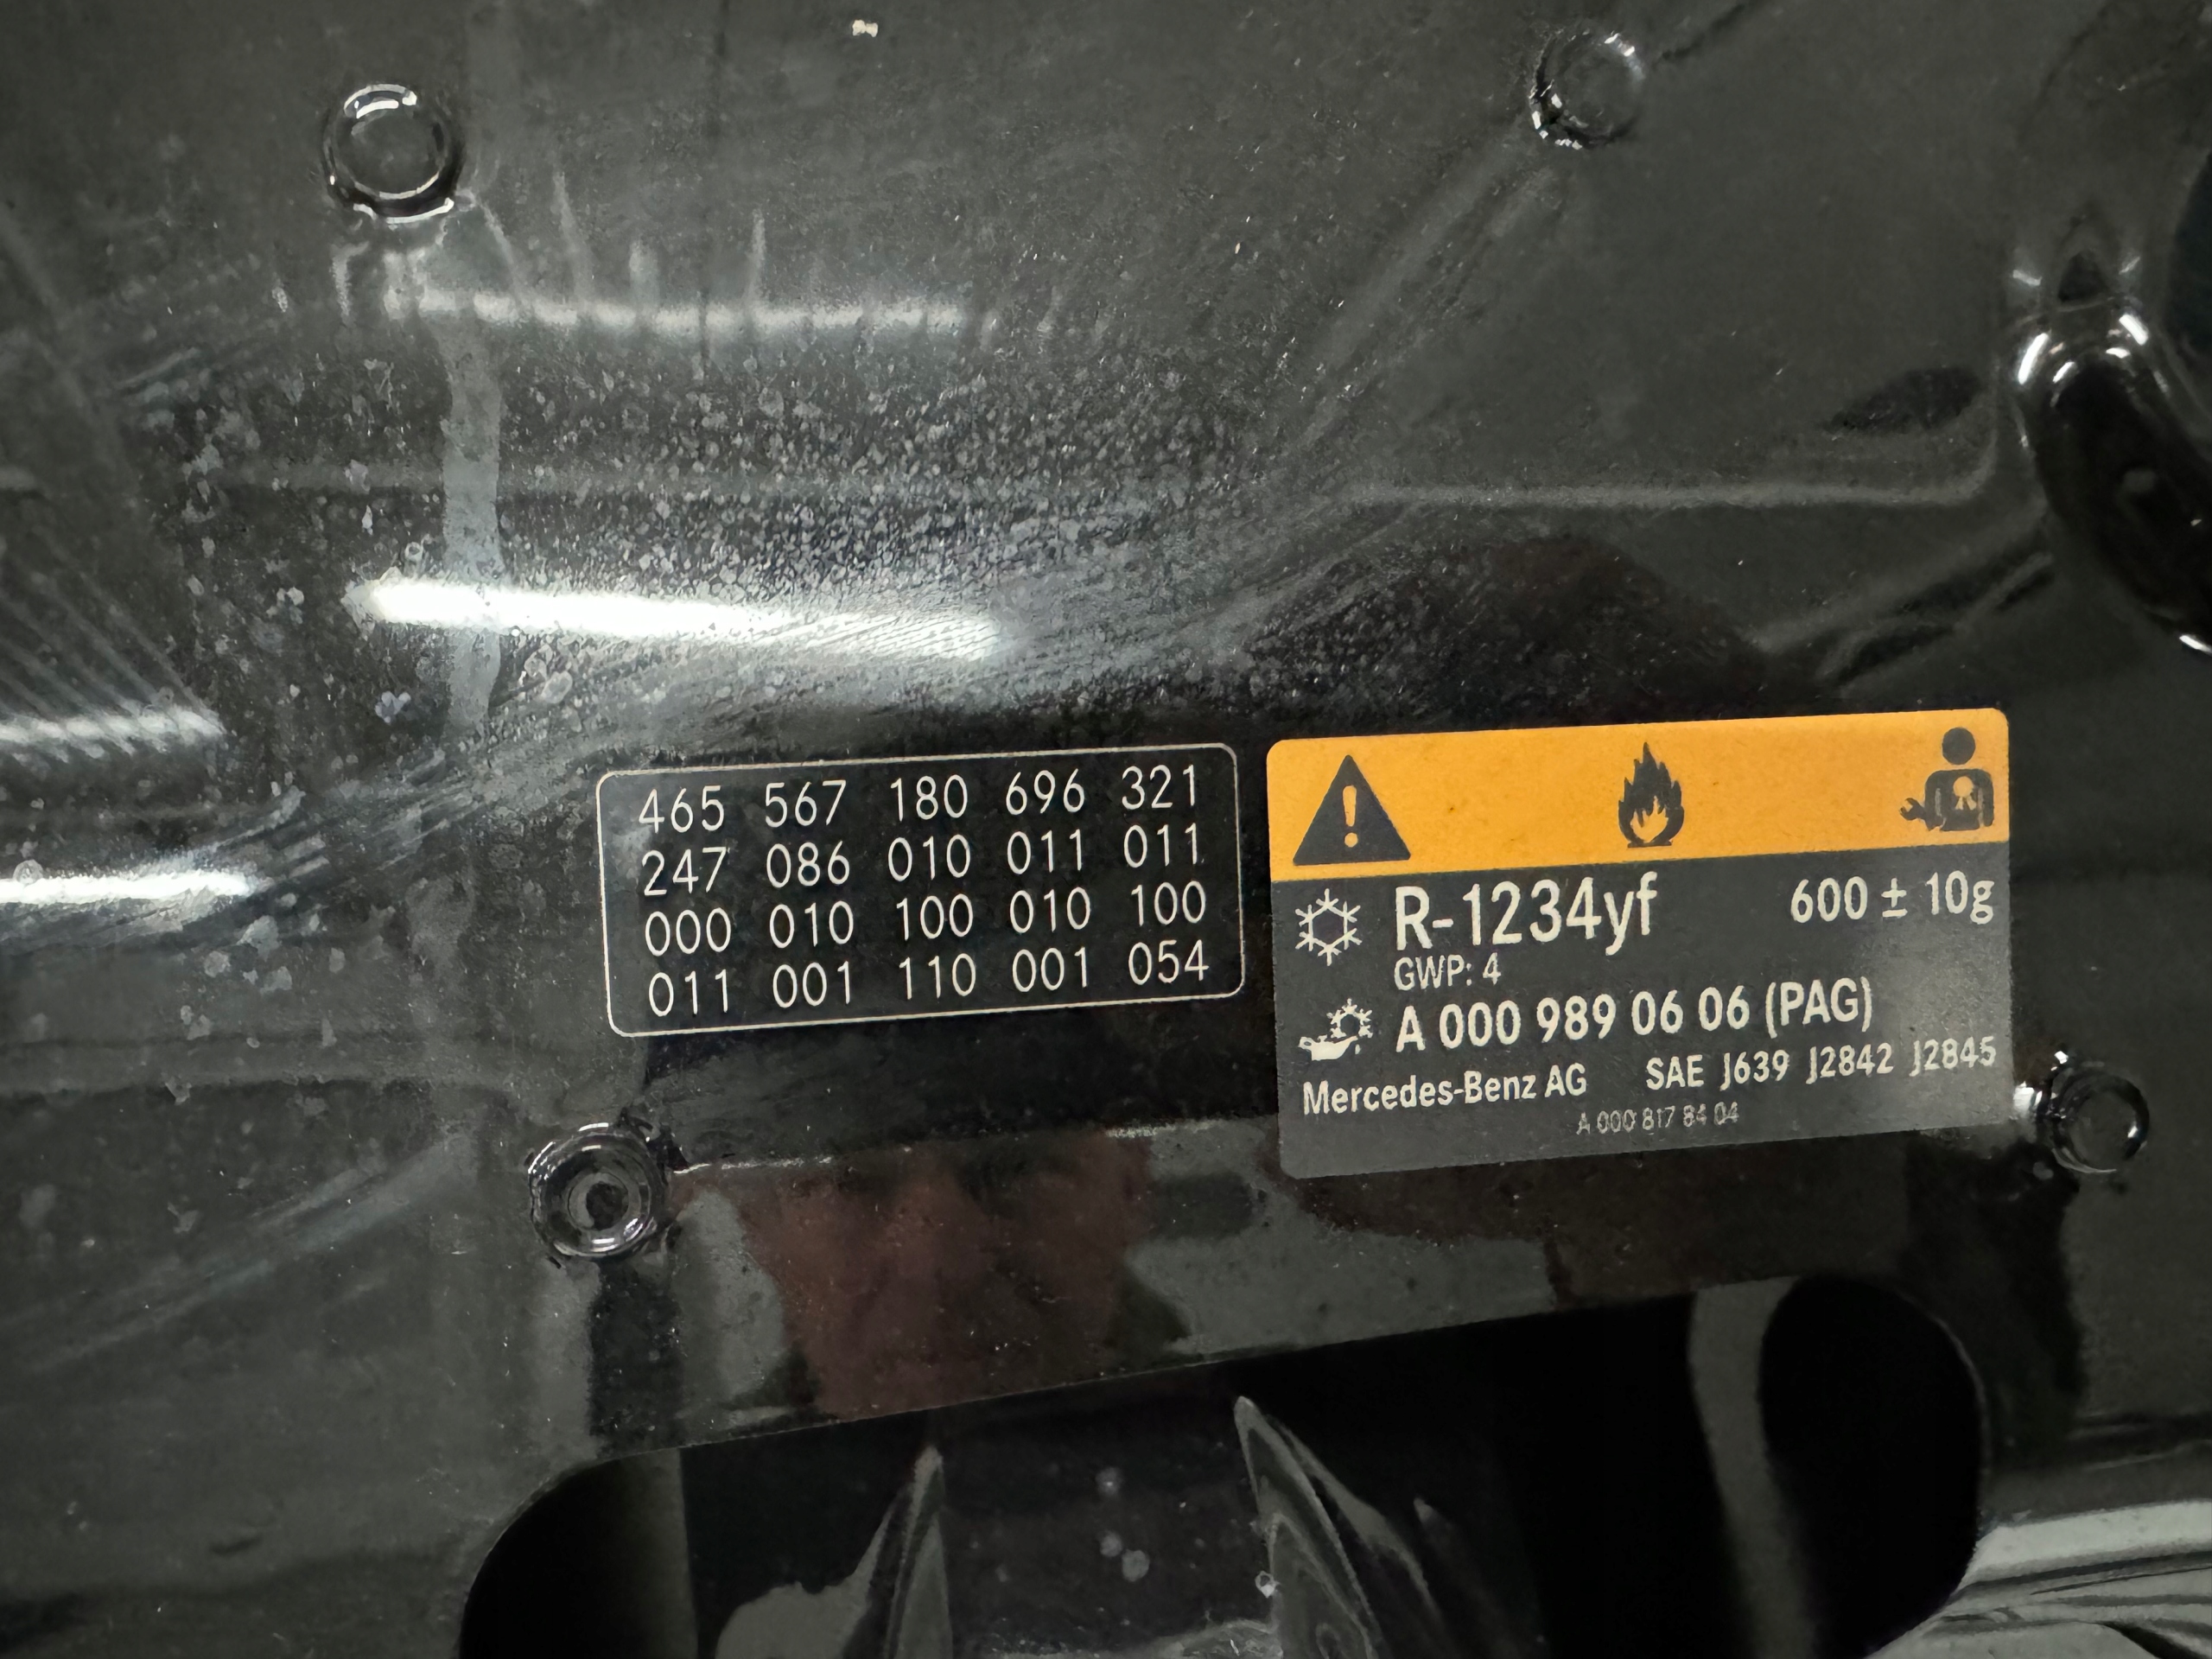 465 567 180 696 321
247 086 010 011 011
000 010 100 010 100
011 001 110 001 054
R-1234yf 600 ± 10g
GWP: 4
A 000 989 06 06 (PAG)
Mercedes-Benz AG SAE J639 J2842 J2845
A 000 817 84 04